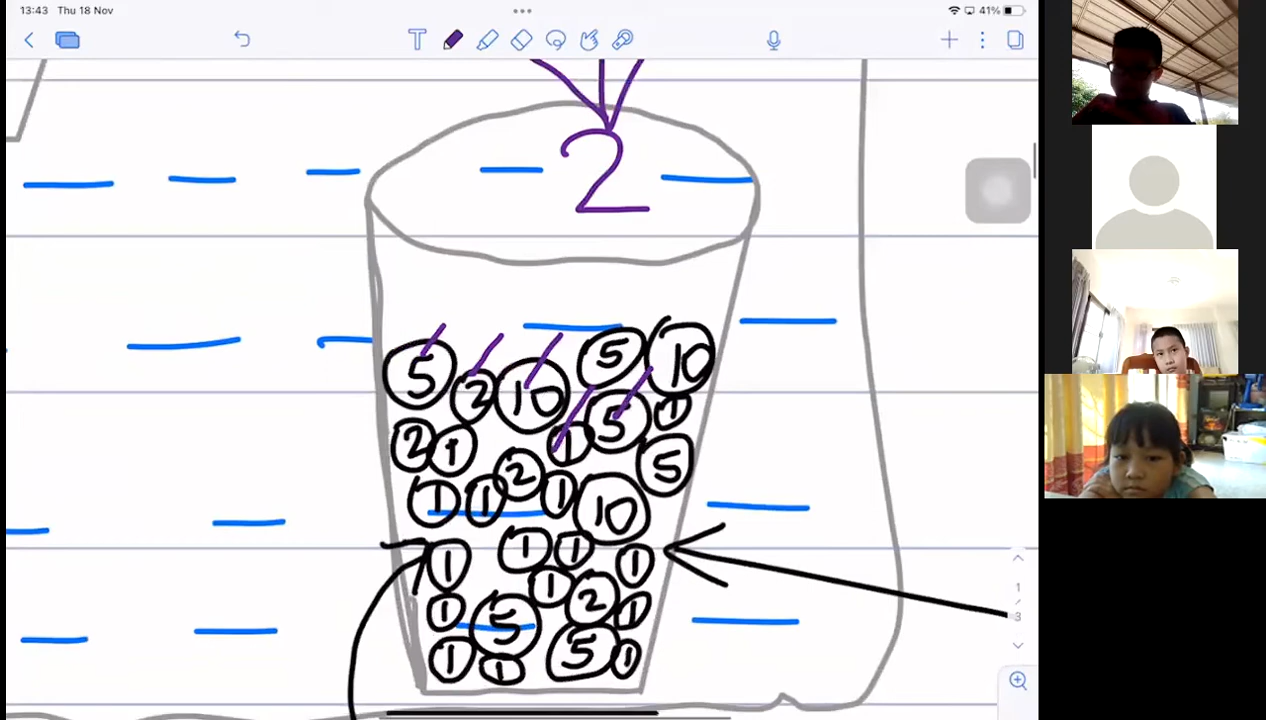 13:43 Thu 18 Nov
41%
T
2
5 2 10 5 10
5 1
2 1 1 5
1 1 2 1 10
1 1 1 1
1 2
1 5 1
1 1 5 1
1
3